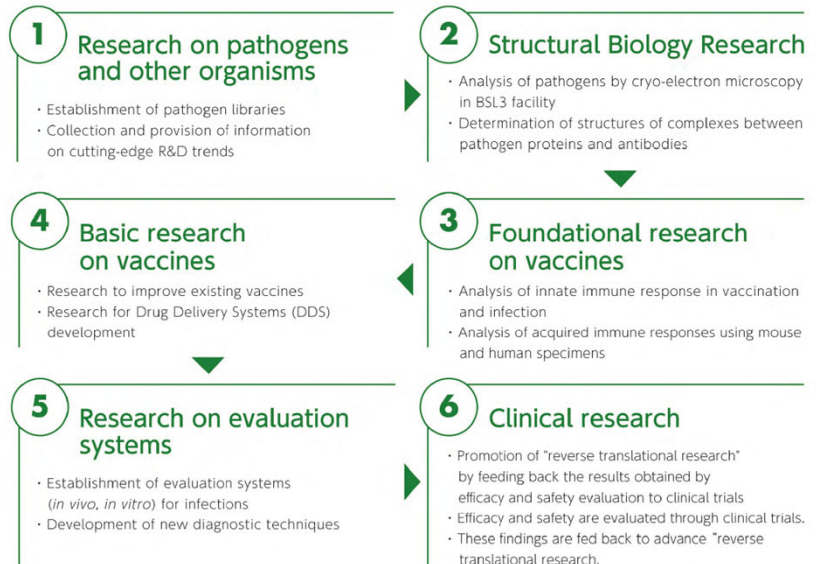 1
Research on pathogens
and other organisms
・Establishment of pathogen libraries
・Collection and provision of information
on cutting-edge R&D trends
2
Structural Biology Research
・Analysis of pathogens by cryo-electron microscopy
in BSL3 facility
・Determination of structures of complexes between
pathogen proteins and antibodies
3
Foundational research
on vaccines
・Analysis of innate immune response in vaccination
and infection
・Analysis of acquired immune responses using mouse
and human specimens
4
Basic research
on vaccines
・Research to improve existing vaccines
・Research for Drug Delivery Systems (DDS)
development
5
Research on evaluation
systems
・Establishment of evaluation systems
(in vivo, in vitro) for infections
・Development of new diagnostic techniques
6
Clinical research
・Promotion of "reverse translational research"
by feeding back the results obtained by
efficacy and safety evaluation to clinical trials
・Efficacy and safety are evaluated through clinical trials.
・These findings are fed back to advance "reverse
translational research.